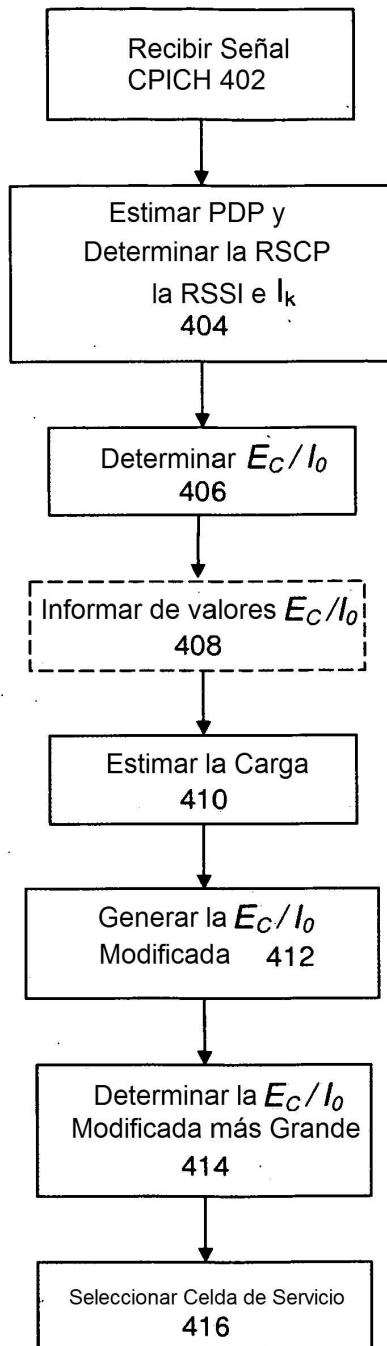 Recibir Señal
CPICH 402
Estimar PDP y
Determinar la RSCP
la RSSI e Ik
404
Determinar EC/I0
406
Informar de valores EC/I0
408
Estimar la Carga
410
Generar la EC/I0
Modificada 412
Determinar la EC/I0
Modificada más Grande
414
Seleccionar Celda de Servicio
416